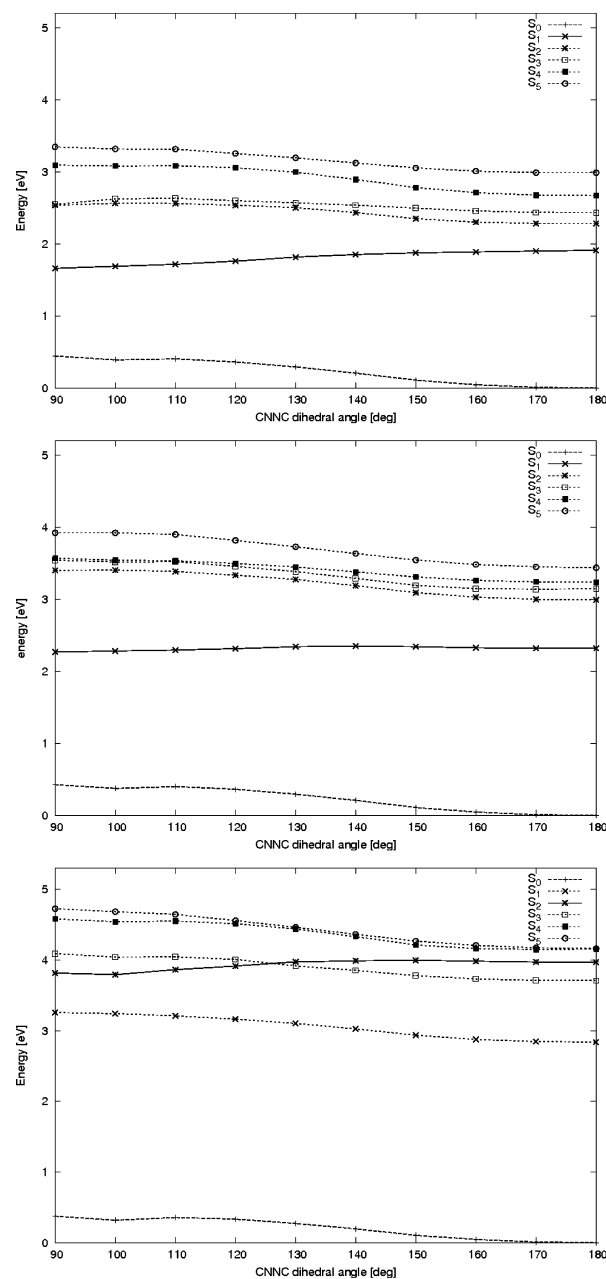 5
4
3
2
1
0
Energy [eV]
90 100 110 120 130 140 150 160 170 180
CNNC dihedral angle [deg]
S0
S1
S2
S3
S4
S5
5
4
3
2
1
0
energy [eV]
90 100 110 120 130 140 150 160 170 180
CNNC dihedral angle [deg]
S0
S1
S2
S3
S4
S5
5
4
3
2
1
0
Energy [eV]
90 100 110 120 130 140 150 160 170 180
CNNC dihedral angle [deg]
S0
S1
S2
S3
S4
S5